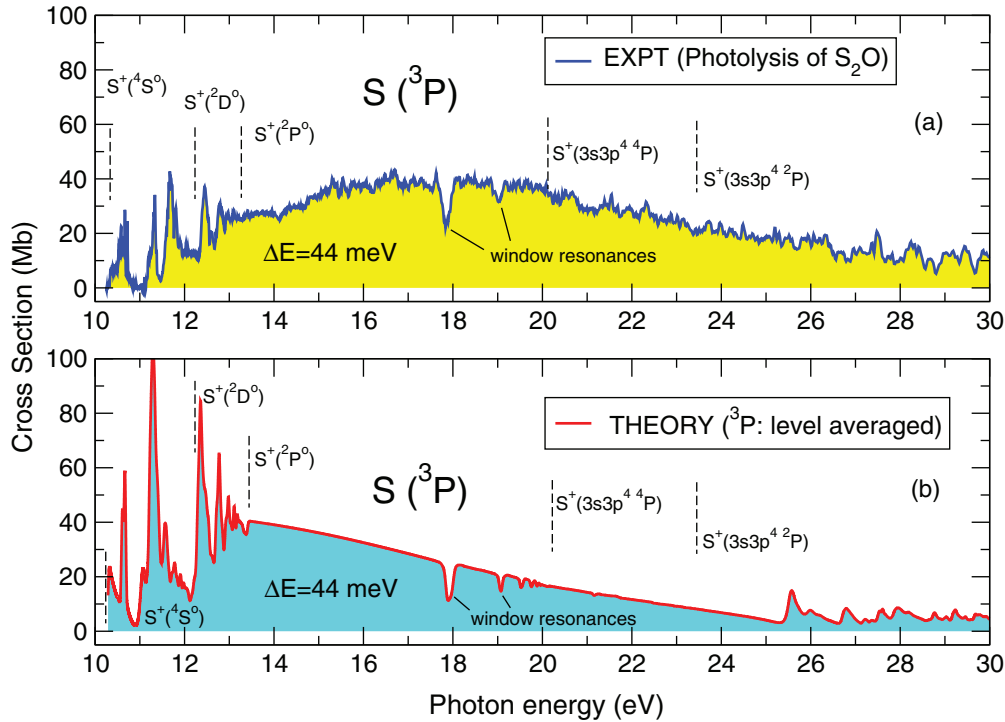 100
80
60
40
20
0
EXPT (Photolysis of S₂O)
S⁺(⁴Sᵒ)
S⁺(²Dᵒ)
S⁺(²Pᵒ)
S (³P)
S⁺(3s3p⁴ ⁴P)
S⁺(3s3p⁴ ²P)
(a)
ΔE=44 meV
window resonances
10 12 14 16 18 20 22 24 26 28 30
Cross Section (Mb)
100
80
60
40
20
0
S⁺(²Dᵒ)
THEORY (³P: level averaged)
S⁺(²Pᵒ)
S (³P)
S⁺(3s3p⁴ ⁴P)
S⁺(3s3p⁴ ²P)
(b)
ΔE=44 meV
S⁺(⁴Sᵒ)
window resonances
10 12 14 16 18 20 22 24 26 28 30
Photon energy (eV)